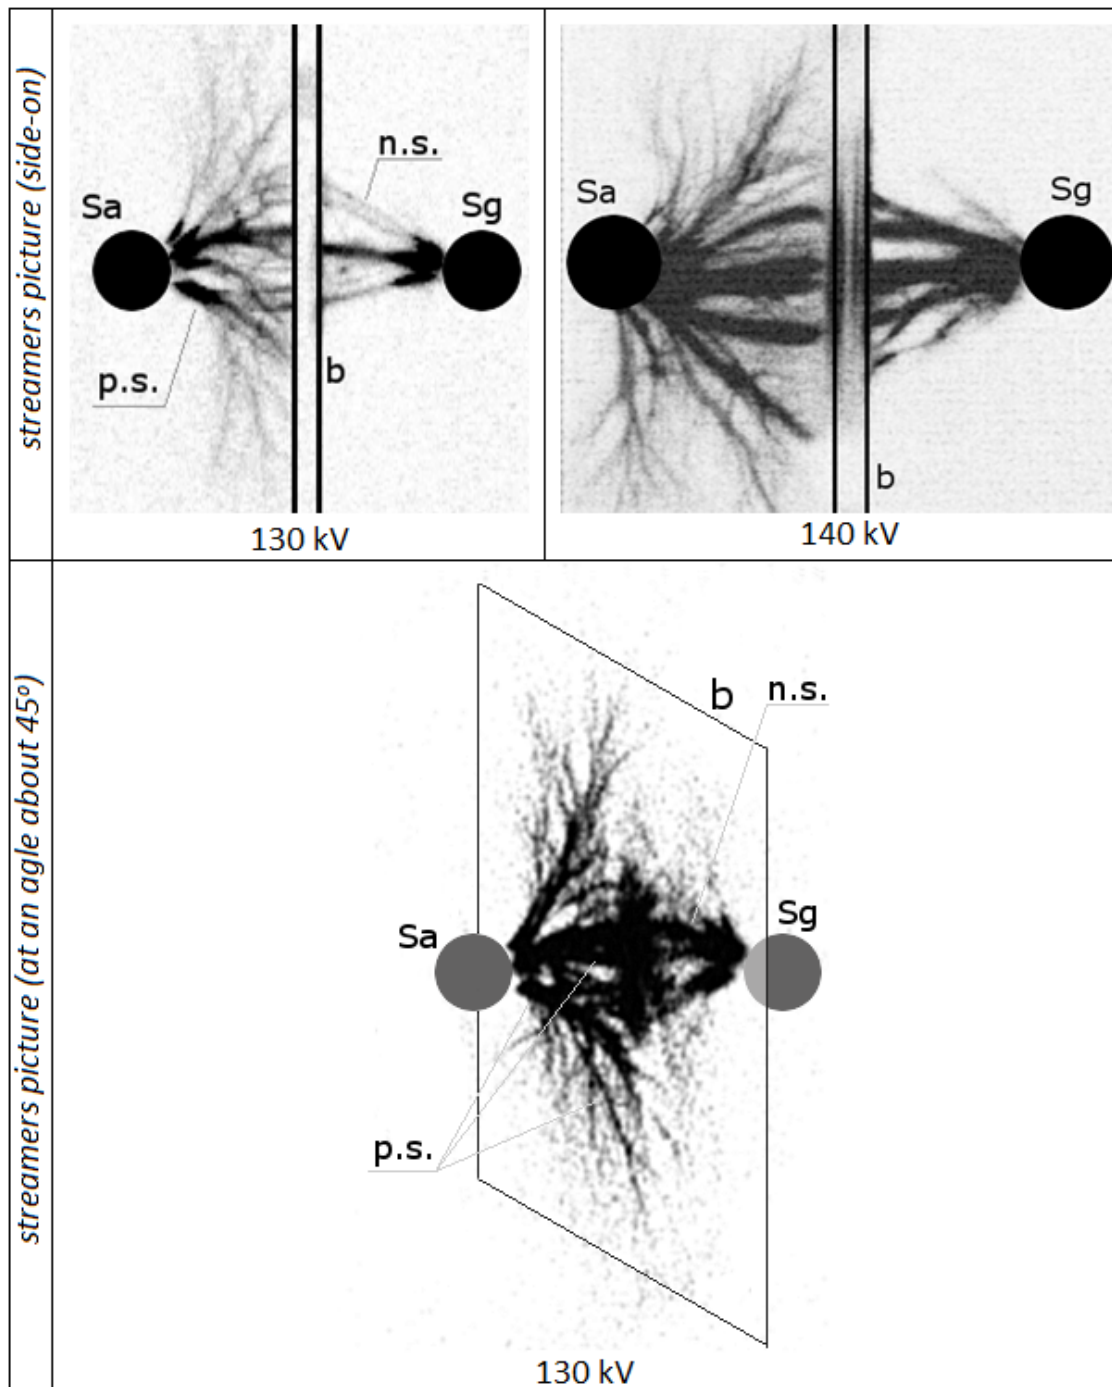 streamers picture (side-on)
Sa
n.s.
Sg
p.s.
b
130 kV
Sa
Sg
b
140 kV
streamers picture (at an agle about 45º)
b
n.s.
Sa
Sg
p.s.
130 kV